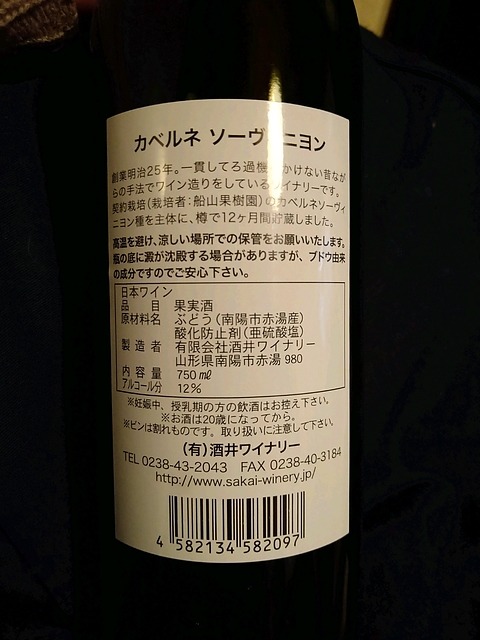 カベルネ ソーヴィニヨン
創業明治25年。一貫してろ過機をかけない昔なが
らの手法でワイン造りをしているワイナリーです。
契約栽培(栽培者:船山果樹園)のカベルネソーヴィ
ニヨン種を主体に、樽で12ヶ月間貯蔵しました。
高温を避け、涼しい場所での保管をお願いいたします。
瓶の底に澱が沈殿する場合がありますが、ブドウ由来
の成分ですのでご安心下さい。
日本ワイン
品 目 果実酒
原材料名 ぶどう(南陽市赤湯産)
酸化防止剤(亜硫酸塩)
製造者 有限会社酒井ワイナリー
山形県南陽市赤湯 980
内容量 750㎖
アルコール分 12%
※妊娠中、授乳期の方の飲酒はお控え下さい。
※お酒は20歳になってから。
※ビンは割れものです。取り扱いに注意して下さい。
(有)酒井ワイナリー
TEL 0238-43-2043 FAX 0238-40-3184
http://www.sakai-winery.jp/
4 582134 582097